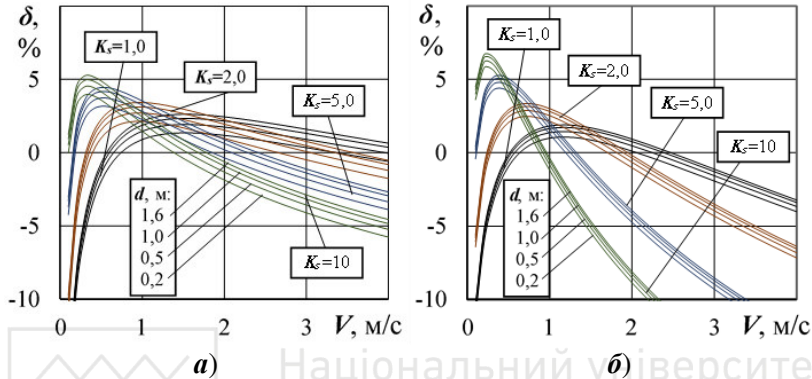 δ,
%
5
0
-5
-10
Ks=1,0
Ks=2,0
Ks=5,0
Ks=10
d, м:
1,6
1,0
0,5
0,2
0 1 2 3 V, м/с
а)
δ,
%
5
0
-5
-10
Ks=1,0
Ks=2,0
Ks=5,0
Ks=10
d, м:
1,6
1,0
0,5
0,2
0 1 2 3 V, м/с
б)
Національний університе